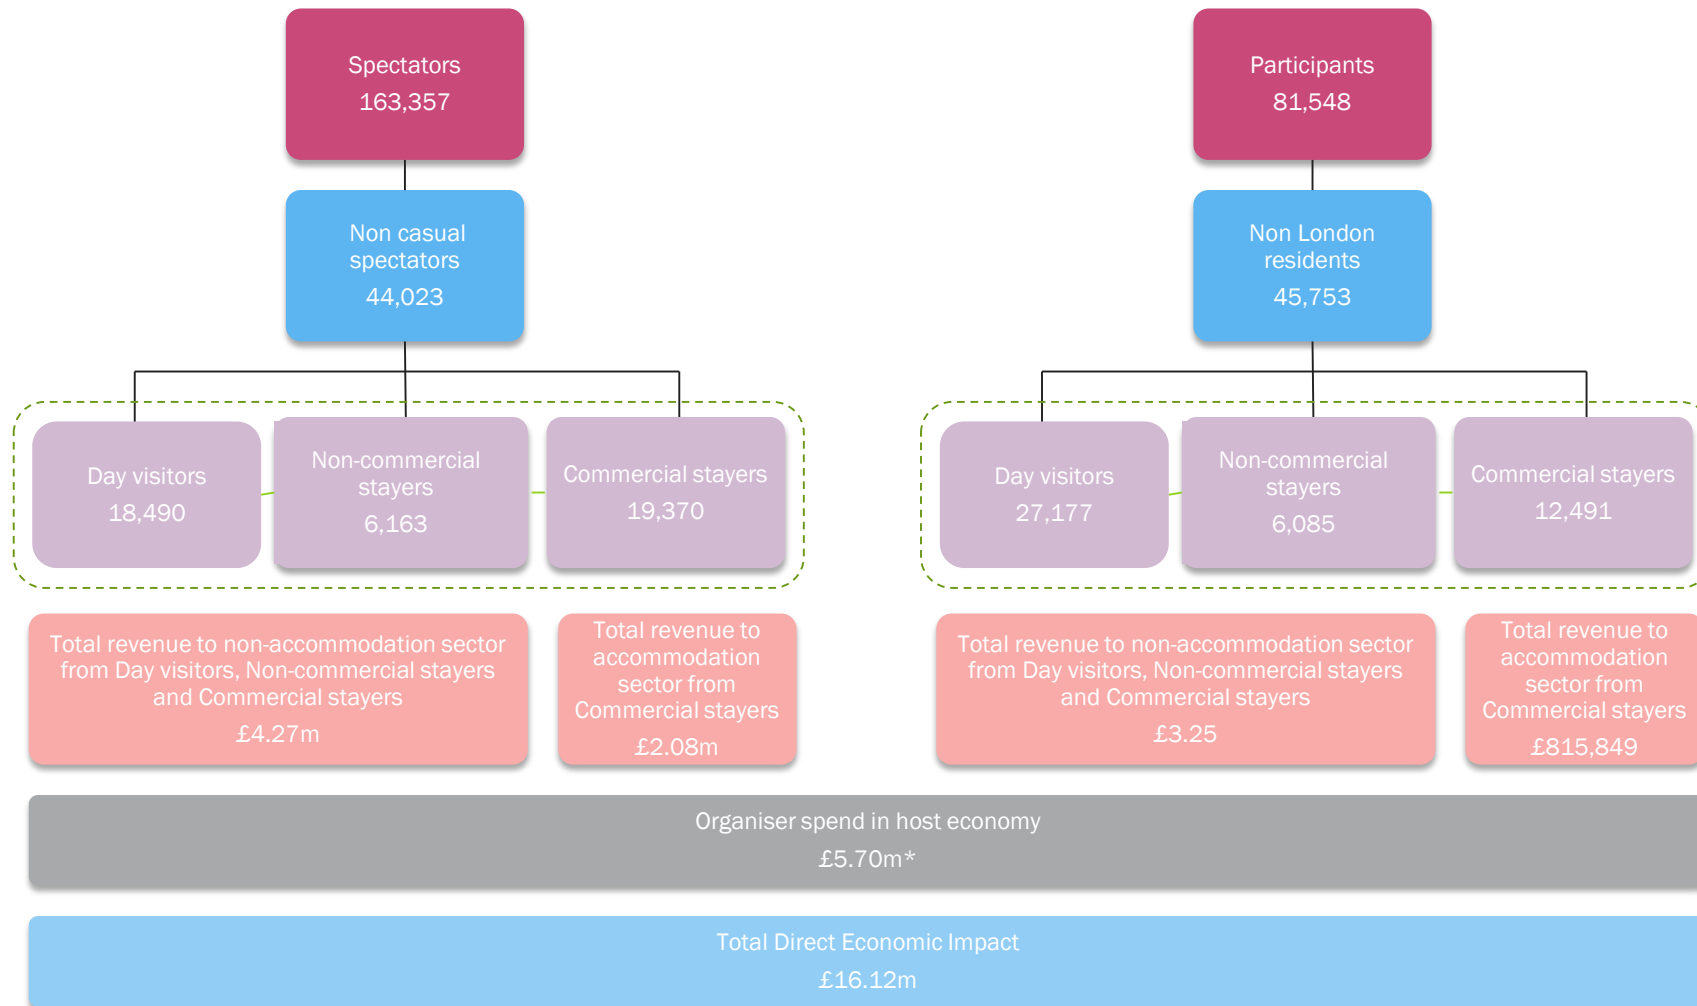 Spectators
163,357
Participants
81,548
Non casual
spectators
44,023
Non London
residents
45,753
Day visitors
18,490
Non-commercial
stayers
6,163
Commercial stayers
19,370
Day visitors
27,177
Non-commercial
stayers
6,085
Commercial stayers
12,491
Total revenue to non-accommodation sector
from Day visitors, Non-commercial stayers
and Commercial stayers
£4.27m
Total revenue to
accommodation
sector from
Commercial stayers
£2.08m
Total revenue to non-accommodation sector
from Day visitors, Non-commercial stayers
and Commercial stayers
£3.25
Total revenue to
accommodation
sector from
Commercial stayers
£815,849
Organiser spend in host economy
£5.70m*
Total Direct Economic Impact
£16.12m